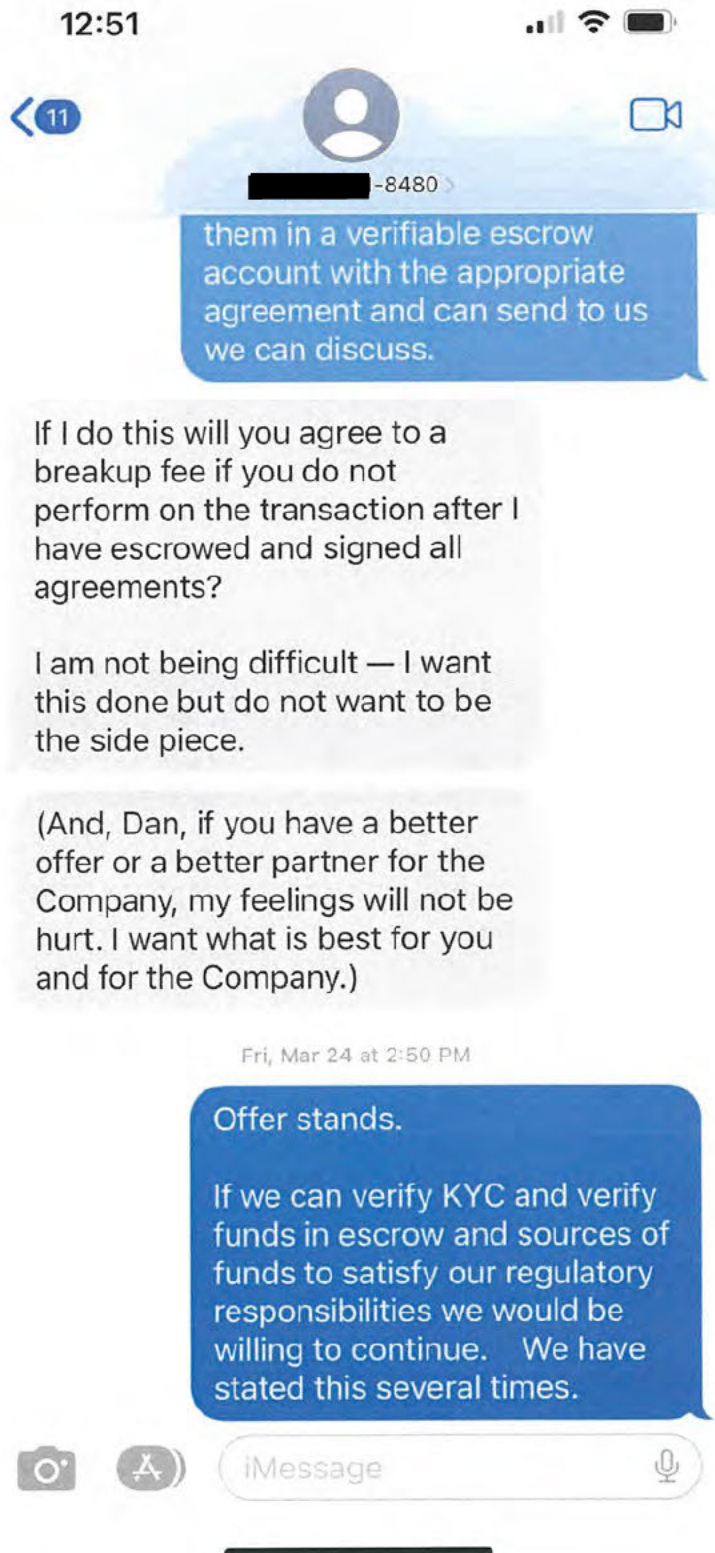 12:51
11
-8480
them in a verifiable escrow
account with the appropriate
agreement and can send to us
we can discuss.
If I do this will you agree to a
breakup fee if you do not
perform on the transaction after I
have escrowed and signed all
agreements?
I am not being difficult — I want
this done but do not want to be
the side piece.
(And, Dan, if you have a better
offer or a better partner for the
Company, my feelings will not be
hurt. I want what is best for you
and for the Company.)
Fri, Mar 24 at 2:50 PM
Offer stands.
If we can verify KYC and verify
funds in escrow and sources of
funds to satisfy our regulatory
responsibilities we would be
willing to continue. We have
stated this several times.
iMessage